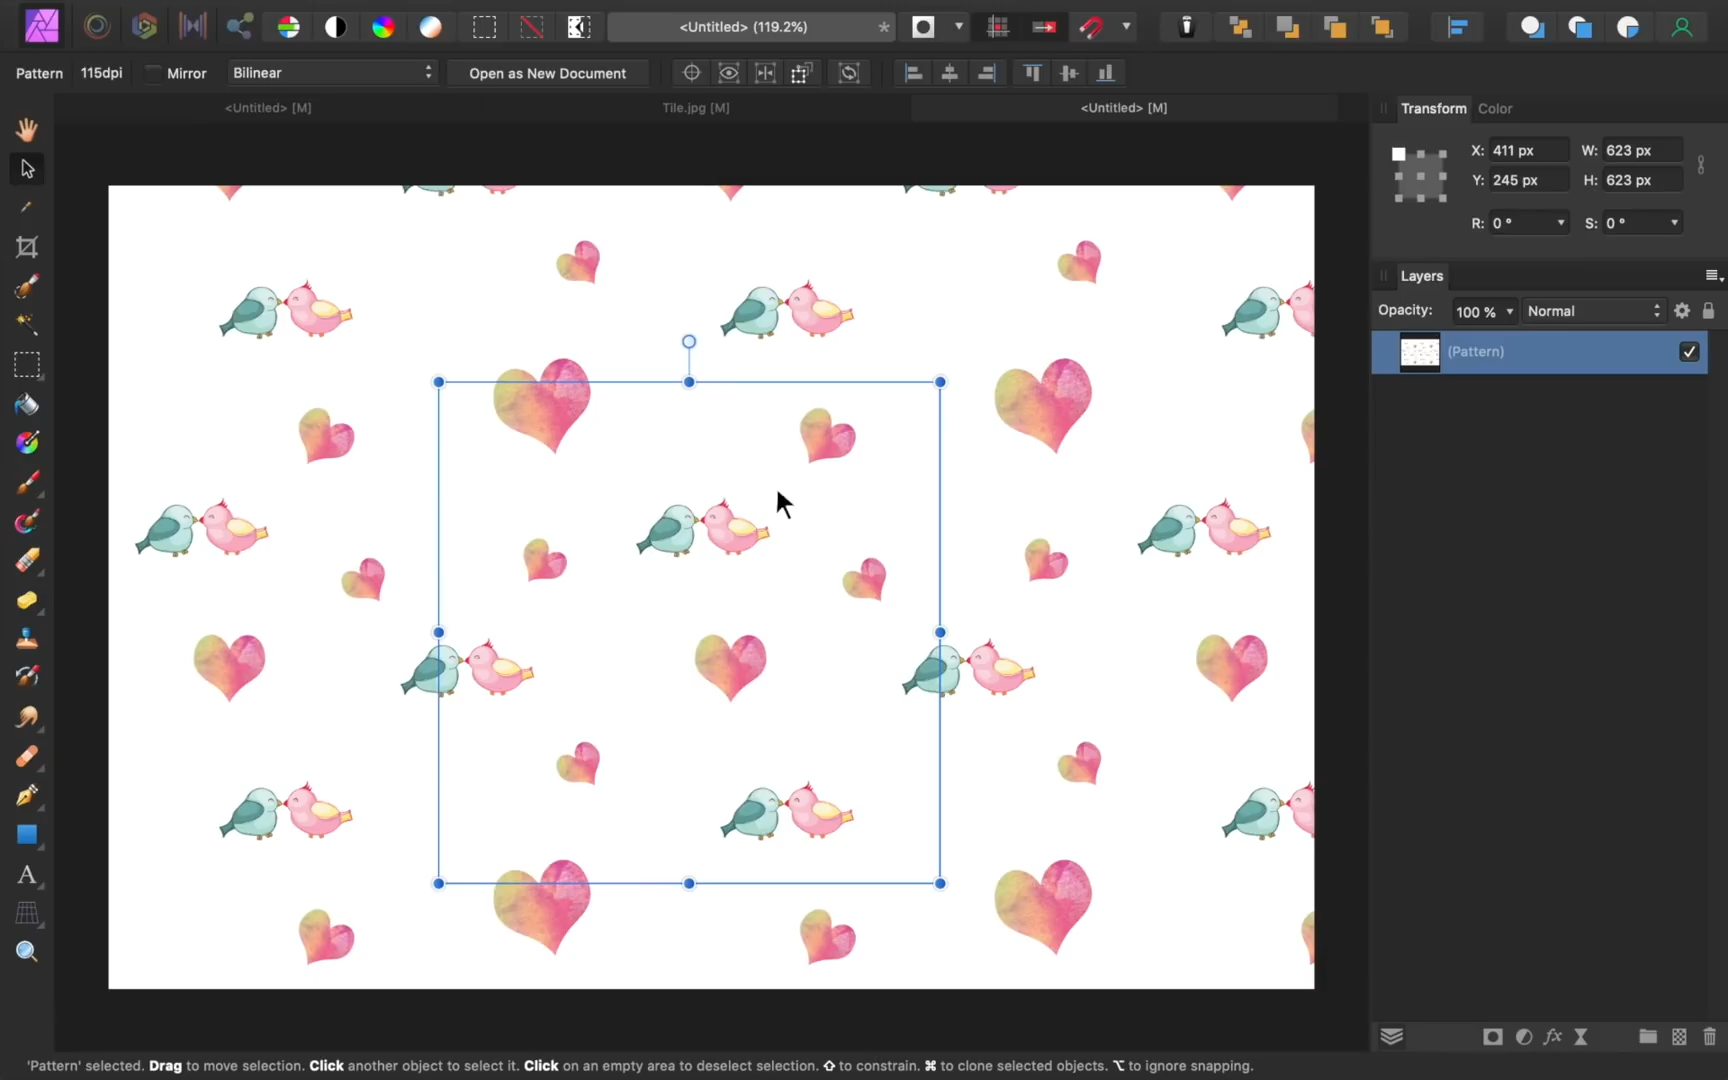 <Untitled> (119.2%) *
Pattern 115dpi Mirror Bilinear Open as New Document
<Untitled> [M] Tile.jpg [M] <Untitled> [M]
Transform Color
X: 411 px W: 623 px
Y: 245 px H: 623 px
R: 0 ° S: 0 °
Layers
Opacity: 100 % Normal
(Pattern)
A
fx
'Pattern' selected. Drag to move selection. Click another object to select it. Click on an empty area to deselect selection. ⇧ to constrain. ⌘ to clone selected objects. ⌥ to ignore snapping.